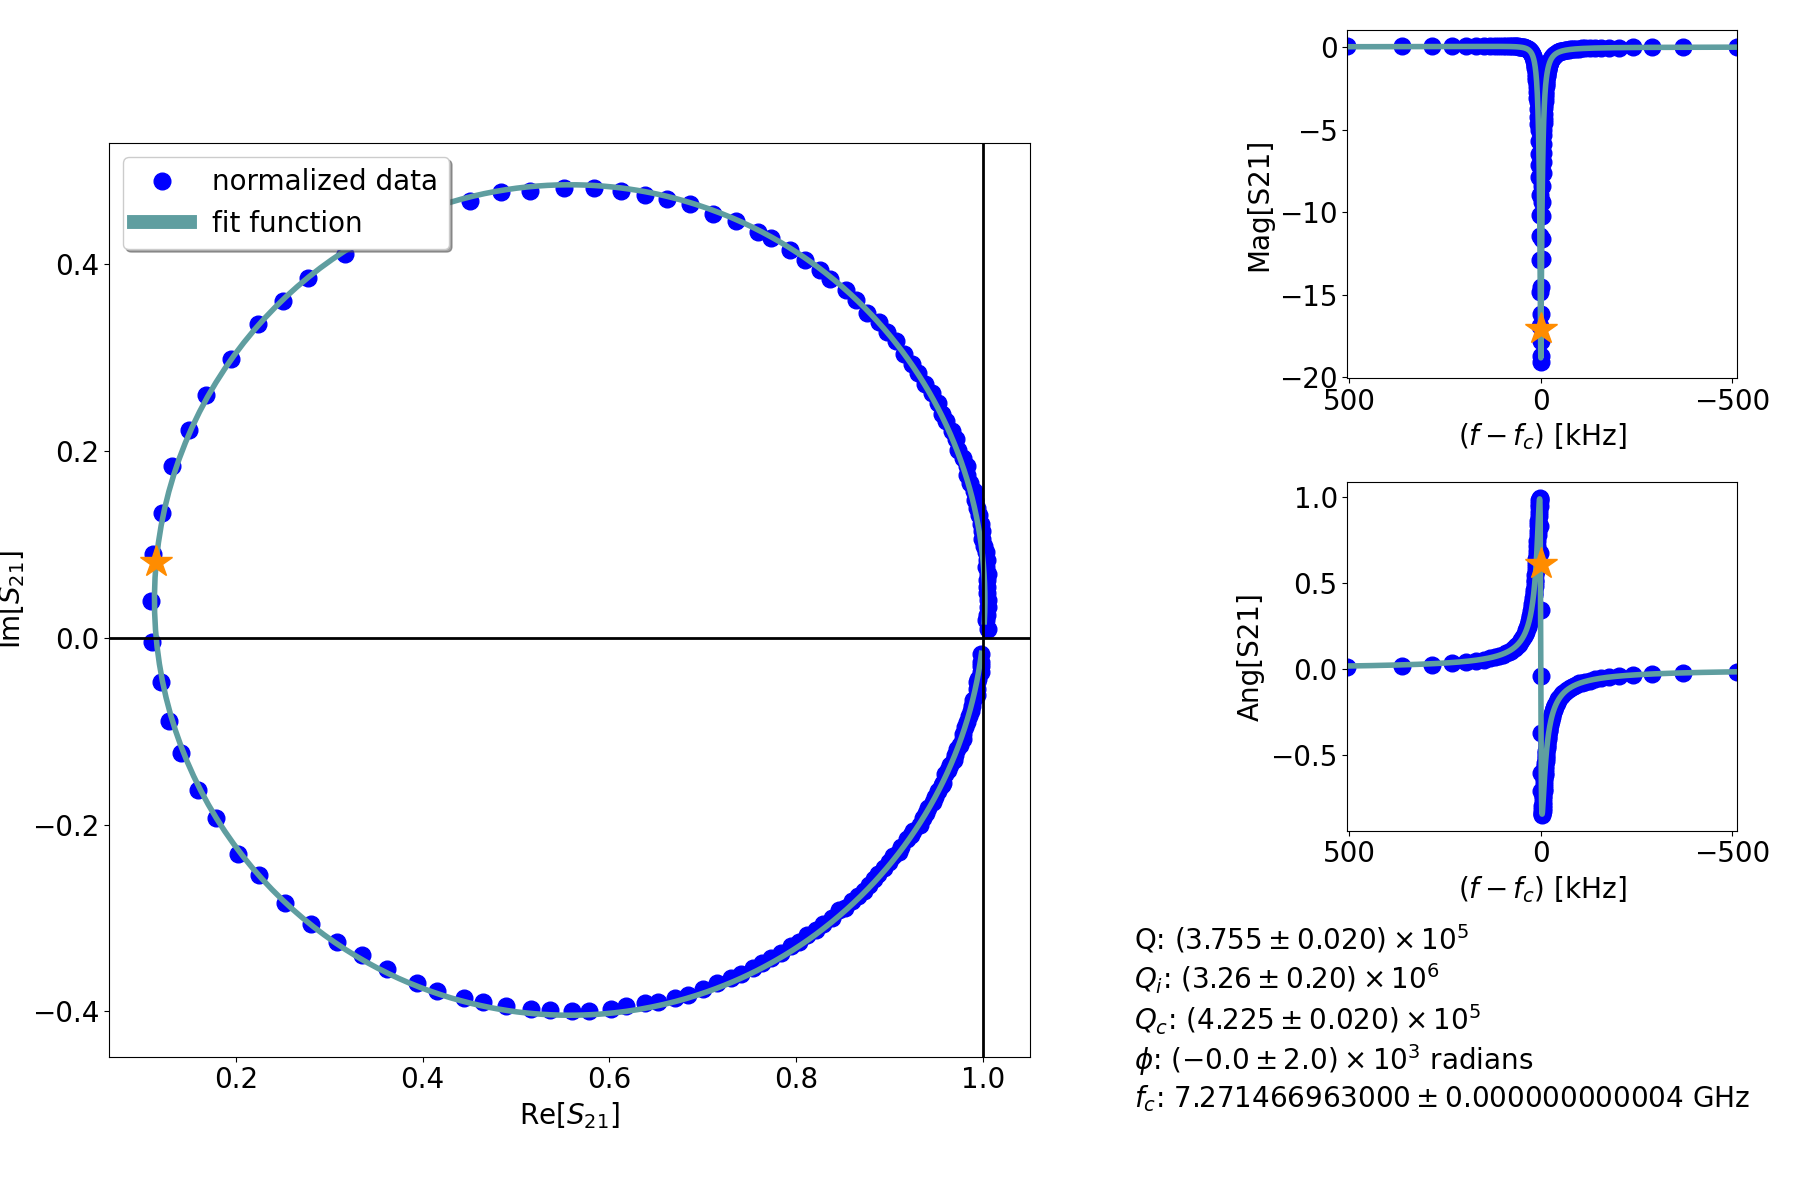 normalized data
fit function
0.4
0.2
0.0
−0.2
−0.4
Im[S21]
0.2 0.4 0.6 0.8 1.0
Re[S21]
0
−5
−10
−15
−20
Mag[S21]
500 0 −500
(f − fc) [kHz]
1.0
0.5
0.0
−0.5
Ang[S21]
500 0 −500
(f − fc) [kHz]
Q: (3.755 ± 0.020) × 10^5
Qi: (3.26 ± 0.20) × 10^6
Qc: (4.225 ± 0.020) × 10^5
ϕ: (−0.0 ± 2.0) × 10^3 radians
fc: 7.271466963000 ± 0.000000000004 GHz